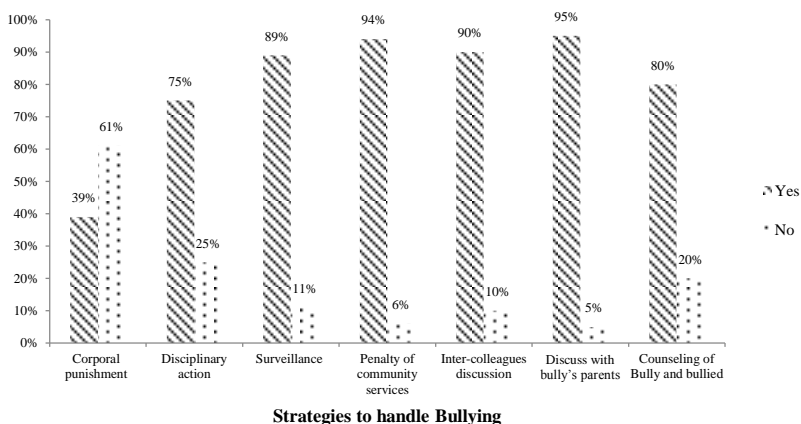 100%
90%
80%
70%
60%
50%
40%
30%
20%
10%
0%
39%
61%
75%
25%
89%
11%
94%
6%
90%
10%
95%
5%
80%
20%
Corporal
punishment
Disciplinary
action
Surveillance
Penalty of
community
services
Inter-colleagues
discussion
Discuss with
bully’s parents
Counseling of
Bully and bullied
Yes
No
Strategies to handle Bullying